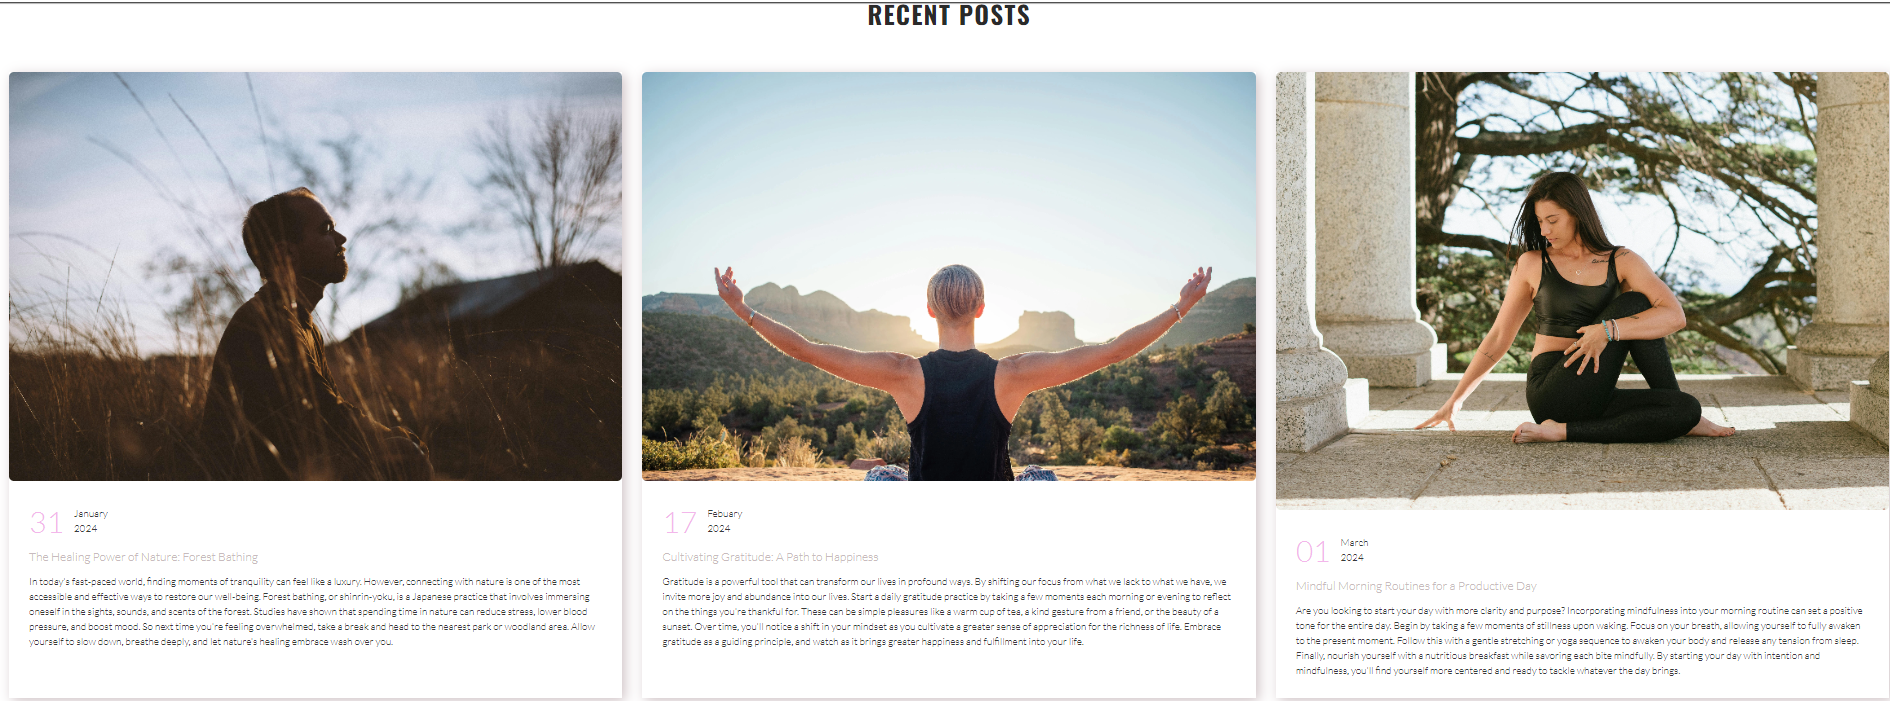 RECENT POSTS
31
January
2024
The Healing Power of Nature: Forest Bathing
In today's fast-paced world, finding moments of tranquility can feel like a luxury. However, connecting with nature is one of the most
accessible and effective ways to restore our well-being. Forest bathing, or shinrin-yoku, is a Japanese practice that involves immersing
oneself in the sights, sounds, and scents of the forest. Studies have shown that spending time in nature can reduce stress, lower blood
pressure, and boost mood. So next time you're feeling overwhelmed, take a break and head to the nearest park or woodland area. Allow
yourself to slow down, breathe deeply, and let nature's healing embrace wash over you.
17
Febuary
2024
Cultivating Gratitude: A Path to Happiness
Gratitude is a powerful tool that can transform our lives in profound ways. By shifting our focus from what we lack to what we have, we
invite more joy and abundance into our lives. Start a daily gratitude practice by taking a few moments each morning or evening to reflect
on the things you're thankful for. These can be simple pleasures like a warm cup of tea, a kind gesture from a friend, or the beauty of a
sunset. Over time, you'll notice a shift in your mindset as you cultivate a greater sense of appreciation for the richness of life. Embrace
gratitude as a guiding principle, and watch as it brings greater happiness and fulfillment into your life.
01
March
2024
Mindful Morning Routines for a Productive Day
Are you looking to start your day with more clarity and purpose? Incorporating mindfulness into your morning routine can set a positive
tone for the entire day. Begin by taking a few moments of stillness upon waking. Focus on your breath, allowing yourself to fully awaken
to the present moment. Follow this with a gentle stretching or yoga sequence to awaken your body and release any tension from sleep.
Finally, nourish yourself with a nutritious breakfast while savoring each bite mindfully. By starting your day with intention and
mindfulness, you'll find yourself more centered and ready to tackle whatever the day brings.